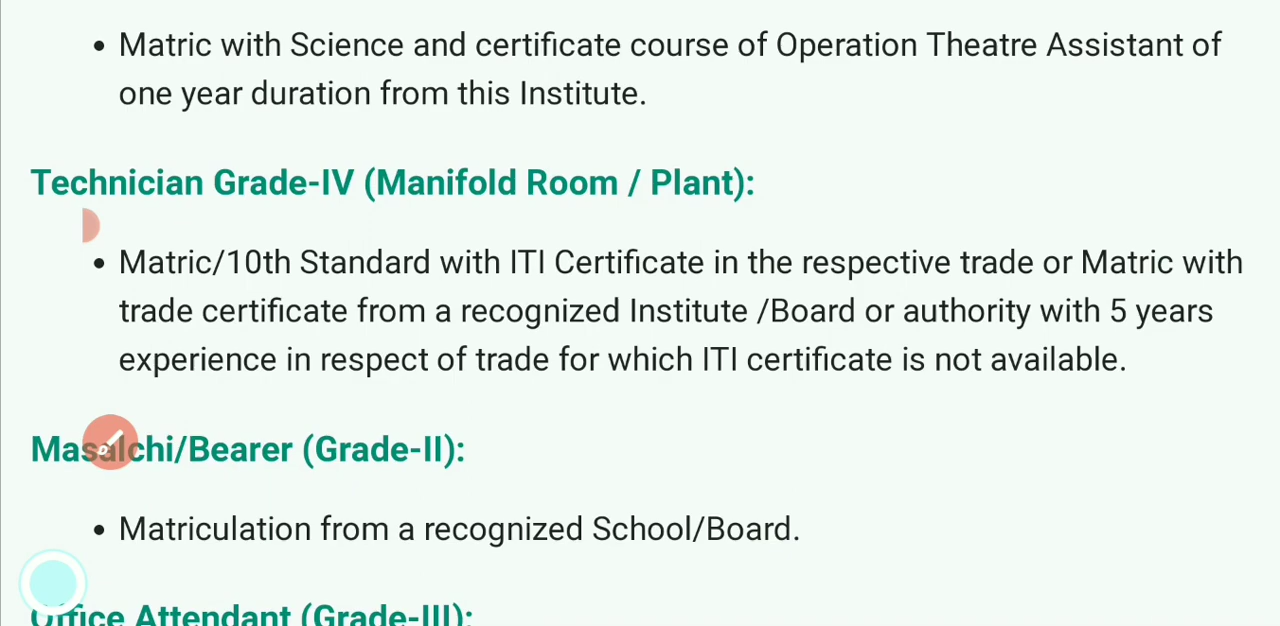 • Matric with Science and certificate course of Operation Theatre Assistant of
one year duration from this Institute.
Technician Grade-IV (Manifold Room / Plant):
• Matric/10th Standard with ITI Certificate in the respective trade or Matric with
trade certificate from a recognized Institute /Board or authority with 5 years
experience in respect of trade for which ITI certificate is not available.
Masalchi/Bearer (Grade-II):
• Matriculation from a recognized School/Board.
Office Attendant (Grade-III):